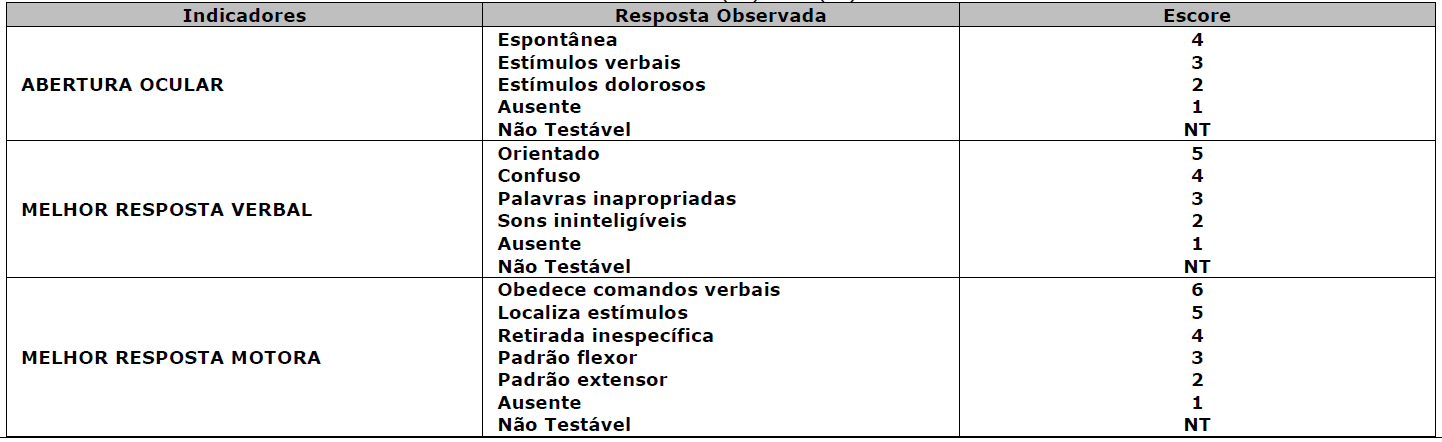 Indicadores Resposta Observada Escore
ABERTURA OCULAR
Espontânea 4
Estímulos verbais 3
Estímulos dolorosos 2
Ausente 1
Não Testável NT
MELHOR RESPOSTA VERBAL
Orientado 5
Confuso 4
Palavras inapropriadas 3
Sons ininteligíveis 2
Ausente 1
Não Testável NT
MELHOR RESPOSTA MOTORA
Obedece comandos verbais 6
Localiza estímulos 5
Retirada inespecífica 4
Padrão flexor 3
Padrão extensor 2
Ausente 1
Não Testável NT